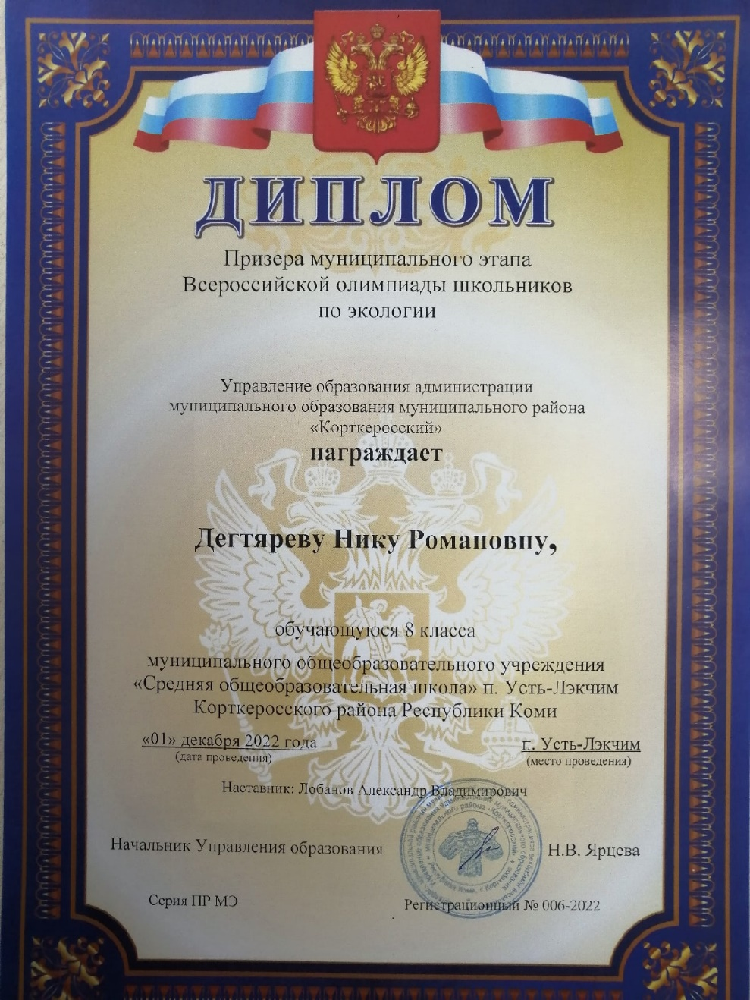 ДИПЛОМ
Призера муниципального этапа
Всероссийской олимпиады школьников
по экологии
Управление образования администрации
муниципального образования муниципального района
«Корткеросский»
награждает
Дегтяреву Нику Романовну,
обучающуюся 8 класса
муниципального общеобразовательного учреждения
«Средняя общеобразовательная школа» п. Усть-Лэкчим
Корткеросского района Республики Коми
«01» декабря 2022 года п. Усть-Лэкчим
(дата проведения) (место проведения)
Наставник: Лобанов Александр Владимирович
Начальник Управления образования Н.В. Ярцева
Серия ПР МЭ Регистрационный № 006-2022